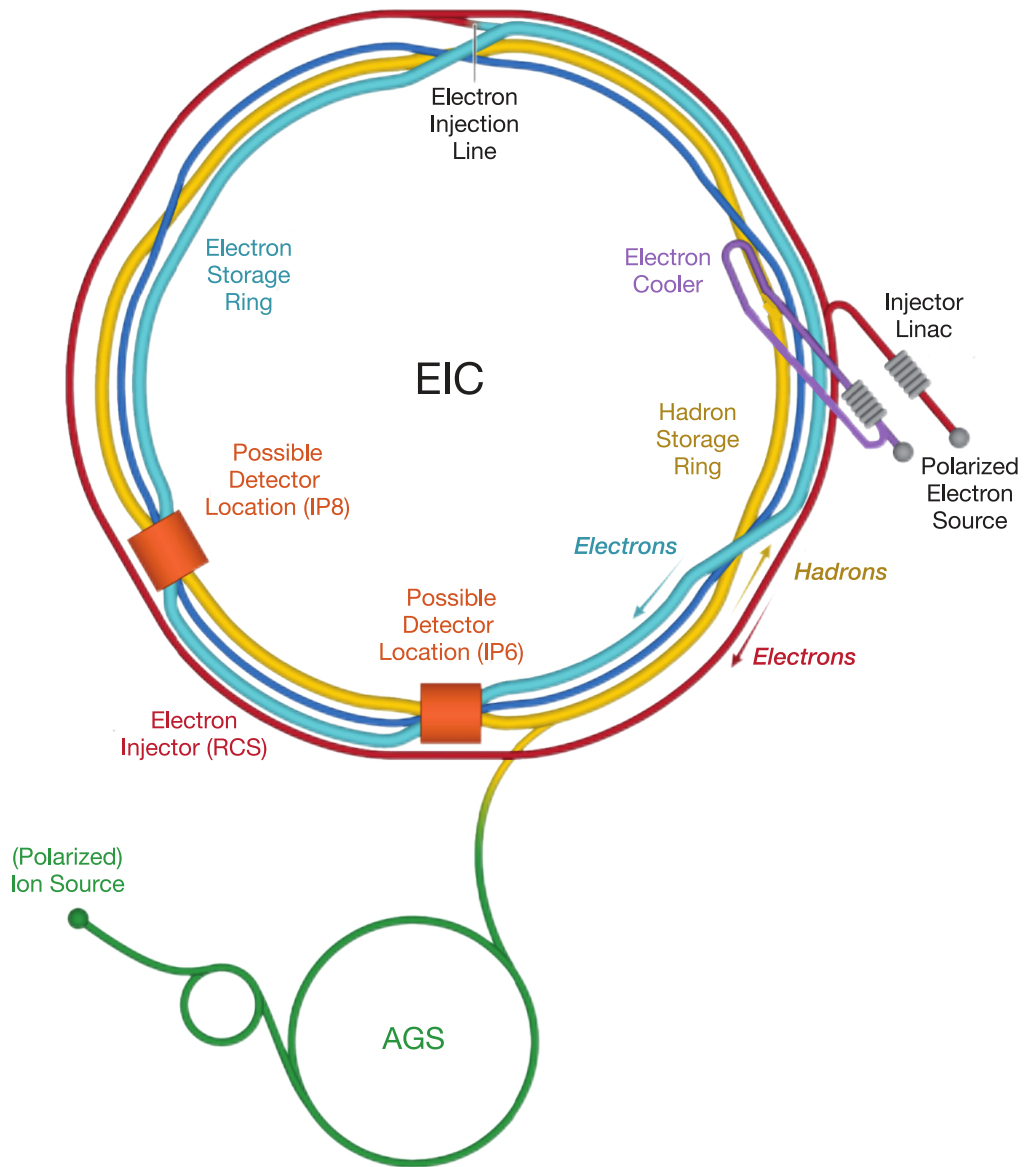 Electron
Injection
Line
Electron
Storage
Ring
Electron
Cooler
Injector
Linac
EIC
Hadron
Storage
Ring
Possible
Detector
Location (IP8)
Polarized
Electron
Source
Electrons
Hadrons
Possible
Detector
Location (IP6)
Electrons
Electron
Injector (RCS)
(Polarized)
Ion Source
AGS